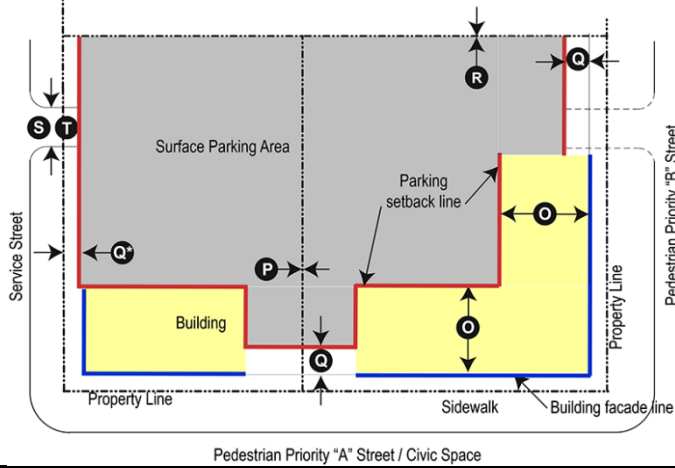 R
Q
S T
Surface Parking Area
Parking
setback line
O
Q*
P
Service Street
Pedestrian Priority "B" Street
Building
O
Property Line
Q
Property Line
Sidewalk
Building facade line
Pedestrian Priority "A" Street / Civic Space